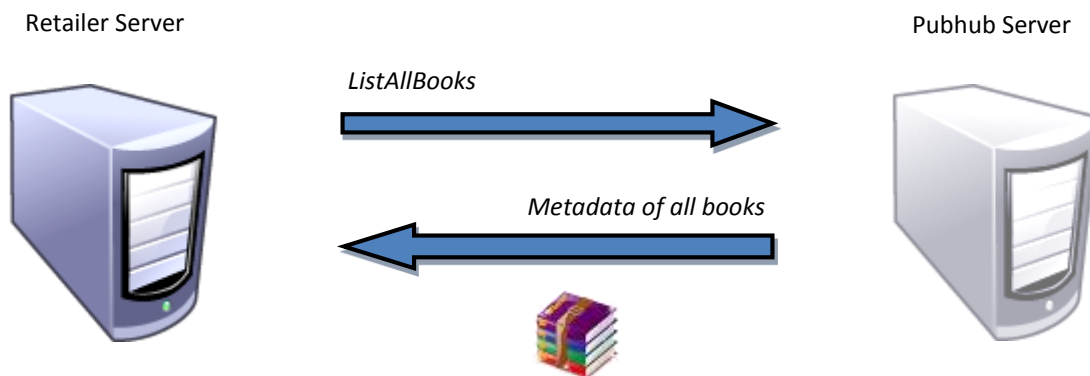 Retailer Server
Pubhub Server
ListAllBooks
Metadata of all books